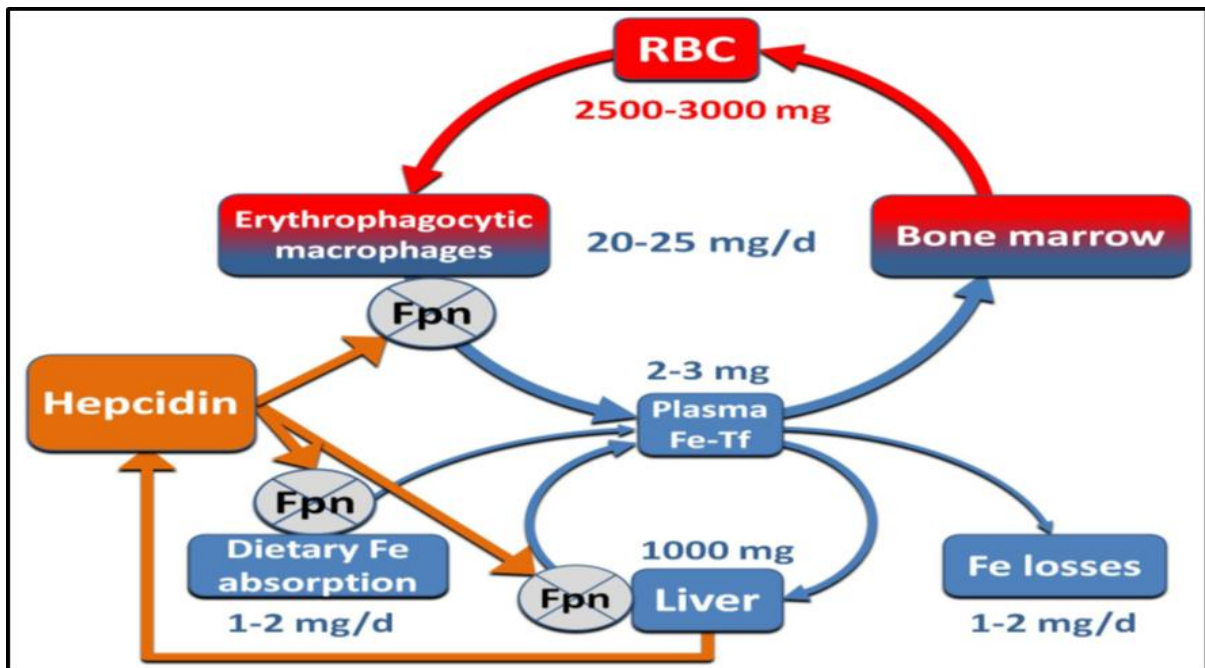 RBC
2500-3000 mg
Erythrophagocytic
macrophages
20-25 mg/d
Bone marrow
Fpn
Hepcidin
2-3 mg
Plasma
Fe-Tf
Fpn
Dietary Fe
absorption
1-2 mg/d
Fpn
1000 mg
Liver
Fe losses
1-2 mg/d